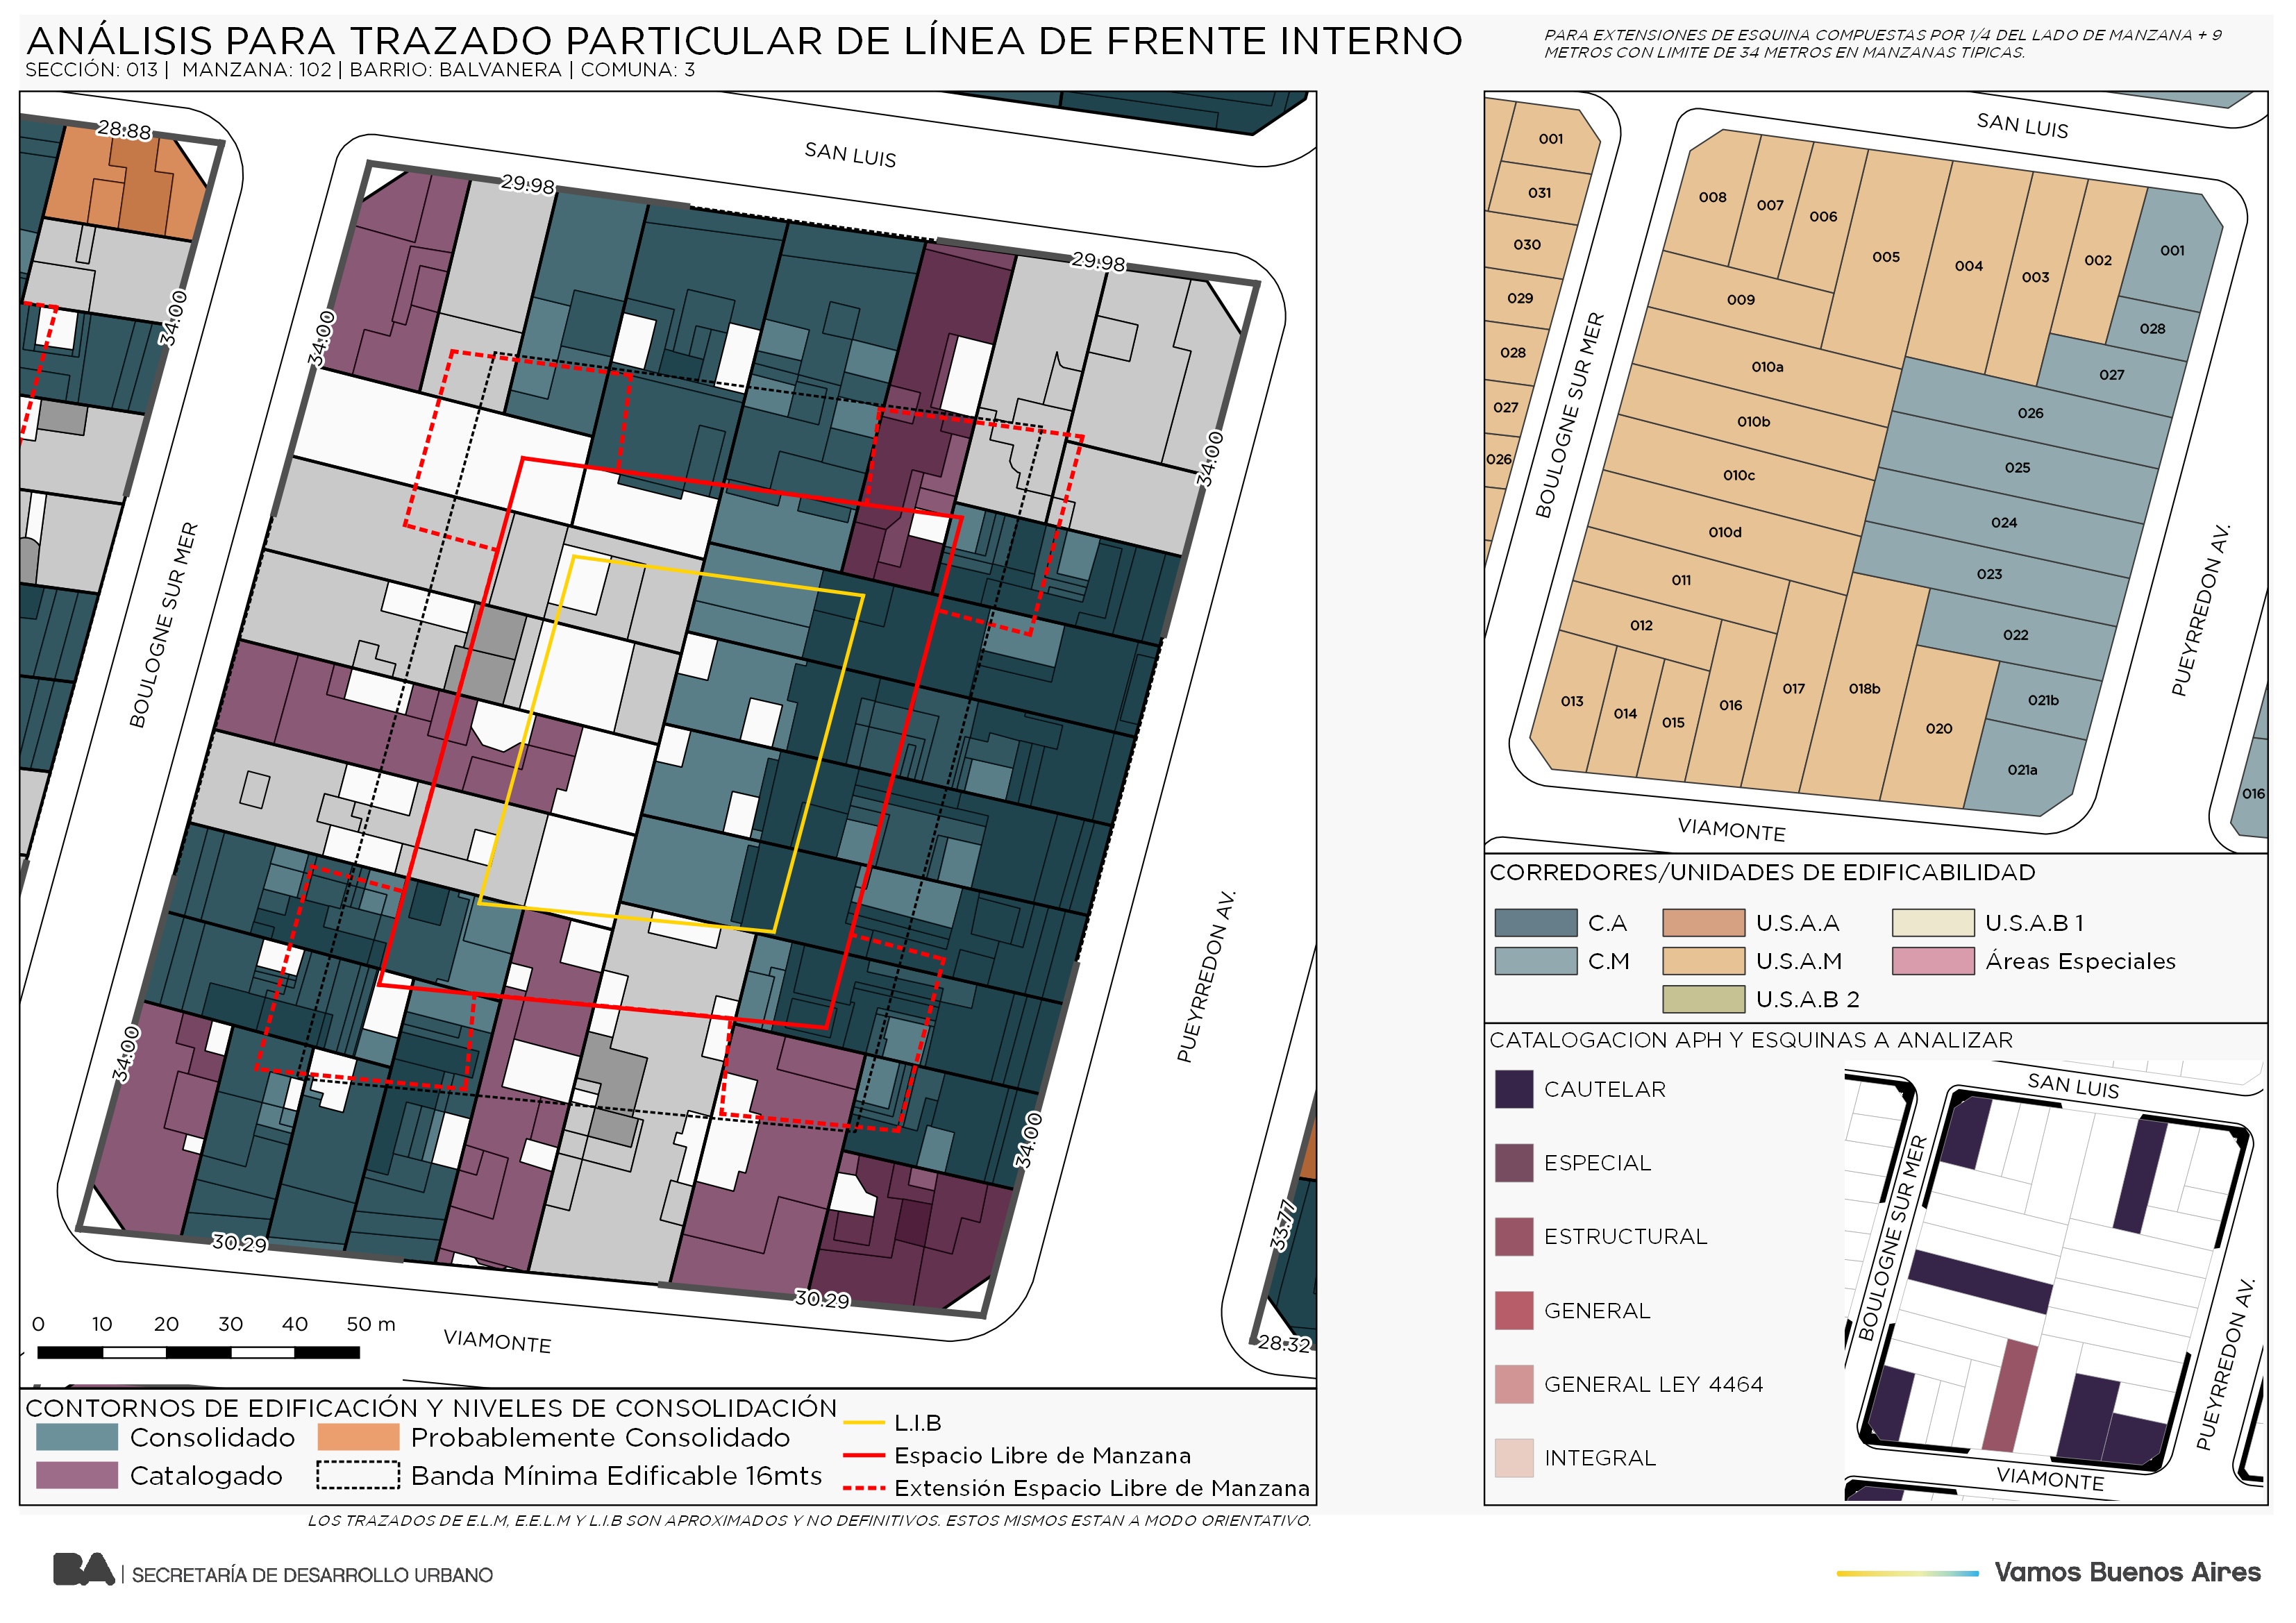 ANÁLISIS PARA TRAZADO PARTICULAR DE LÍNEA DE FRENTE INTERNO
SECCIÓN: 013 | MANZANA: 102 | BARRIO: BALVANERA | COMUNA: 3
PARA EXTENSIONES DE ESQUINA COMPUESTAS POR 1/4 DEL LADO DE MANZANA + 9
METROS CON LIMITE DE 34 METROS EN MANZANAS TIPICAS.
28.88
SAN LUIS
29.98
29.98
34.00
34.00
34.00
BOULOGNE SUR MER
PUEYRREDON AV.
34.00
34.00
33.77
30.29
30.29
28.32
VIAMONTE
0 10 20 30 40 50 m
CONTORNOS DE EDIFICACIÓN Y NIVELES DE CONSOLIDACIÓN
Consolidado
Probablemente Consolidado
Catalogado
Banda Mínima Edificable 16mts
L.I.B
Espacio Libre de Manzana
Extensión Espacio Libre de Manzana
LOS TRAZADOS DE E.L.M, E.E.L.M Y L.I.B SON APROXIMADOS Y NO DEFINITIVOS. ESTOS MISMOS ESTAN A MODO ORIENTATIVO.
SAN LUIS
001
031
030
029
028
027
026
008
007
006
005
004
003
002
001
028
027
009
010a
026
010b
025
010c
024
010d
023
011
022
012
021b
013
014
015
016
017
018b
020
021a
016
BOULOGNE SUR MER
PUEYRREDON AV.
VIAMONTE
CORREDORES/UNIDADES DE EDIFICABILIDAD
C.A
U.S.A.A
U.S.A.B 1
C.M
U.S.A.M
Áreas Especiales
U.S.A.B 2
CATALOGACION APH Y ESQUINAS A ANALIZAR
CAUTELAR
ESPECIAL
ESTRUCTURAL
GENERAL
GENERAL LEY 4464
INTEGRAL
SAN LUIS
BOULOGNE SUR MER
PUEYRREDON AV.
VIAMONTE
BA | SECRETARÍA DE DESARROLLO URBANO
Vamos Buenos Aires